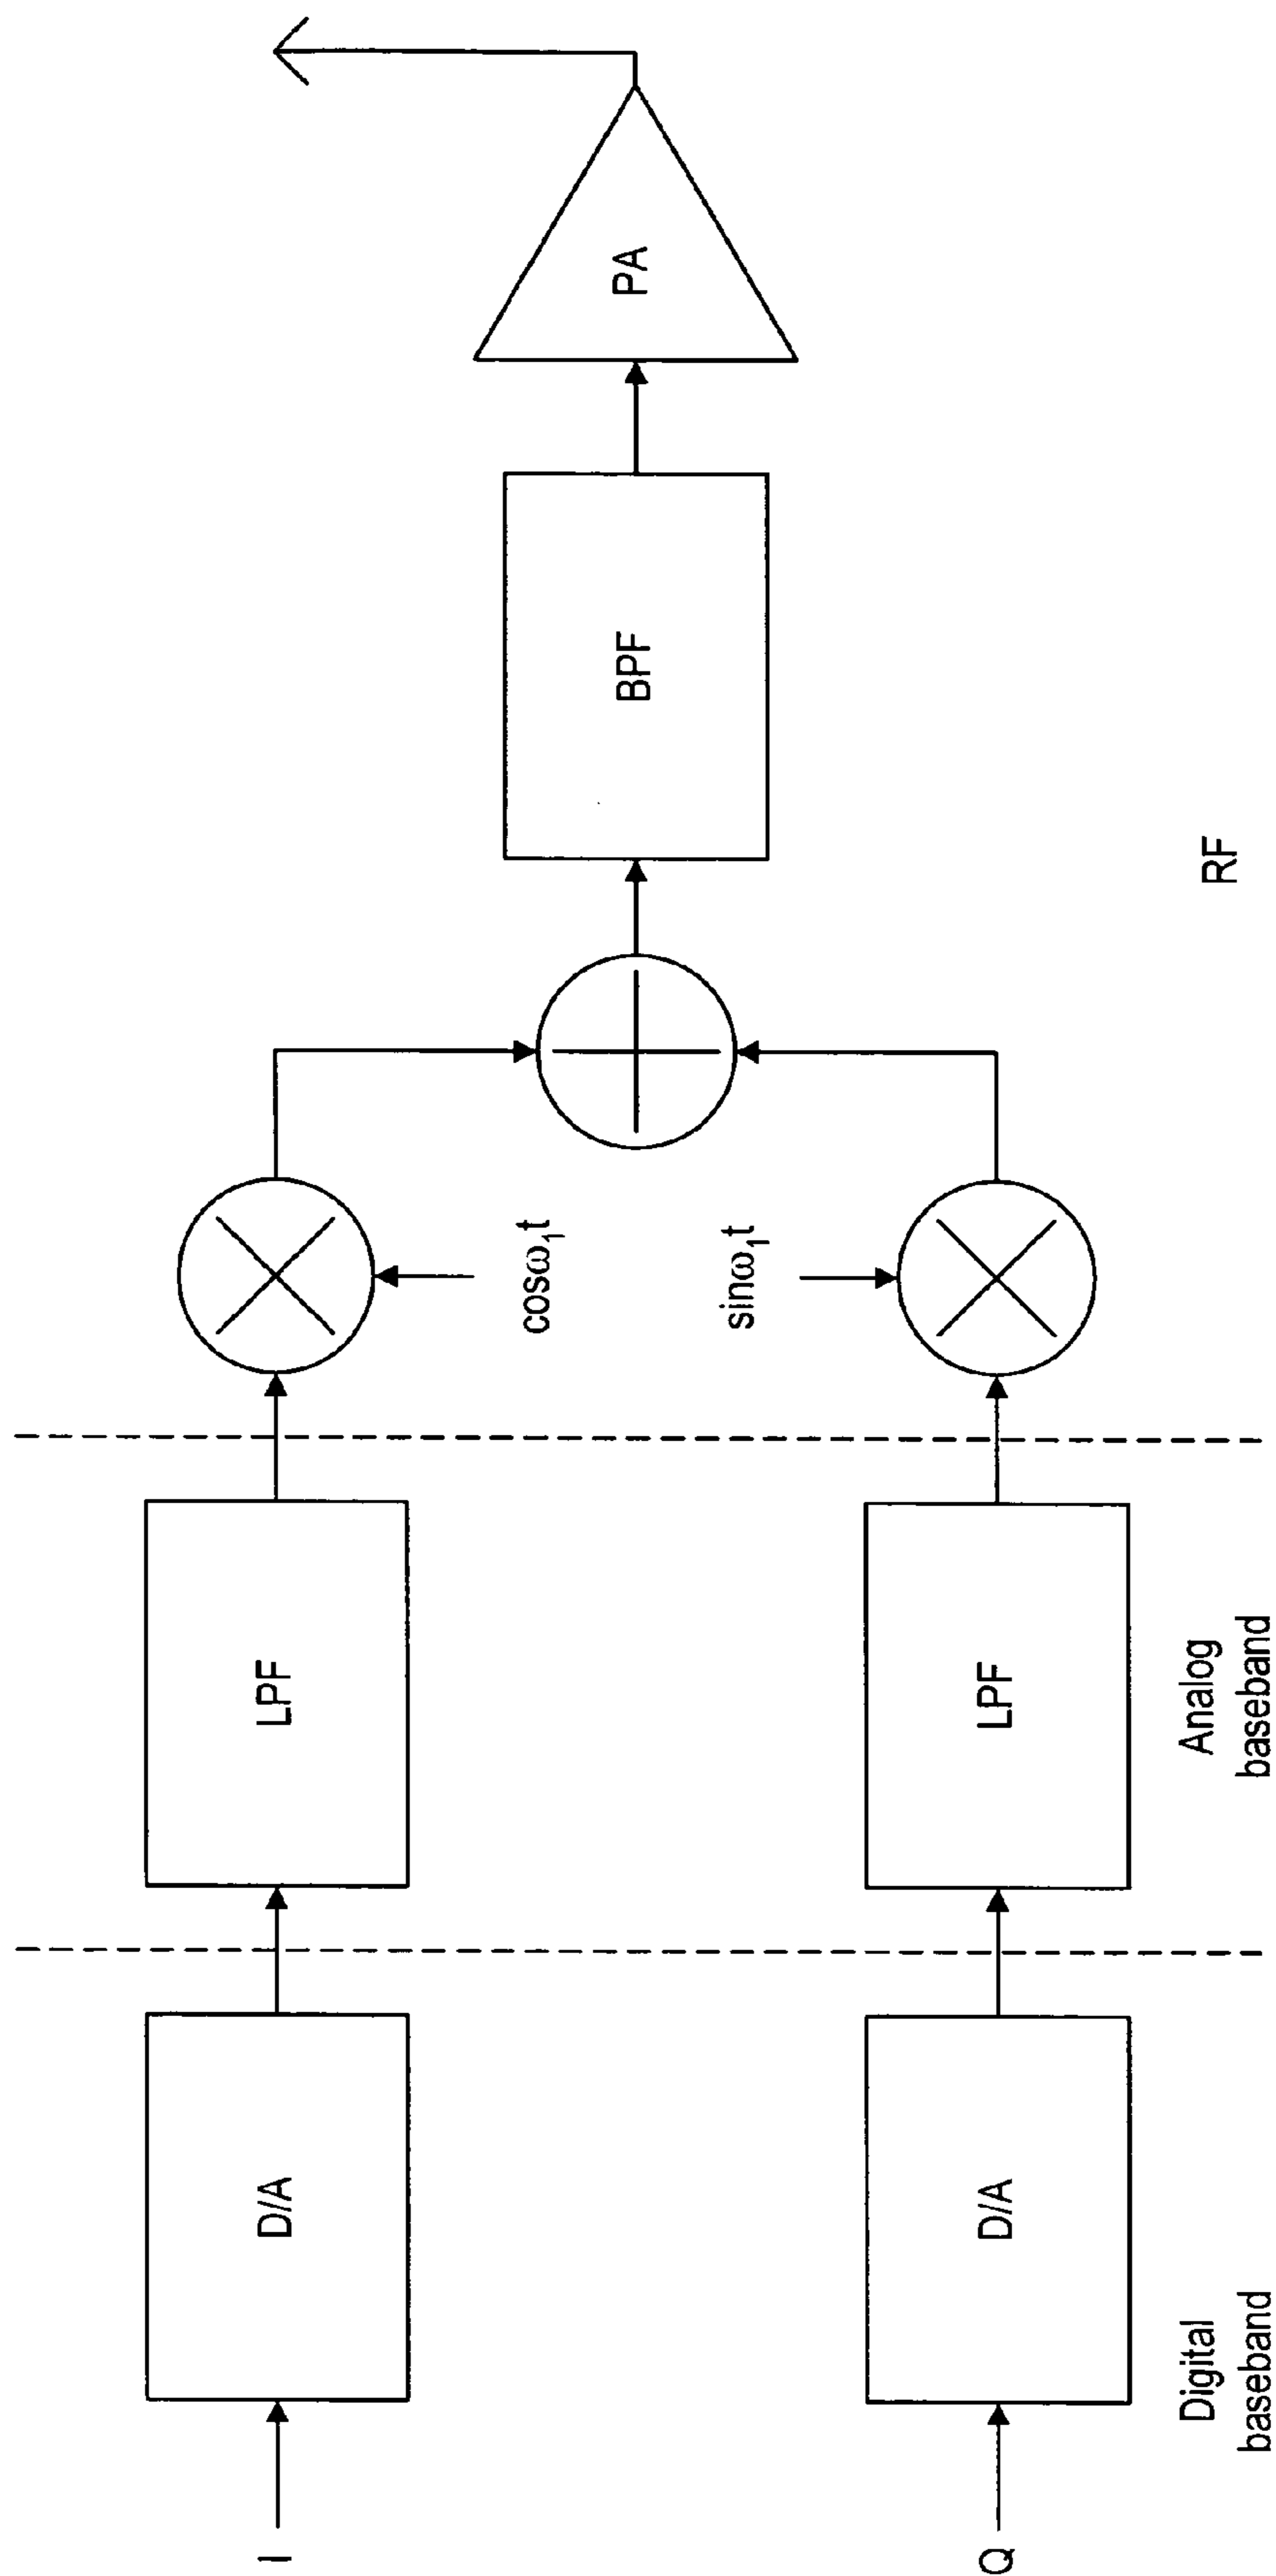 I
D/A
LPF
cosω₁t
BPF
PA
sinω₁t
Q
D/A
LPF
Digital
baseband
Analog
baseband
RF